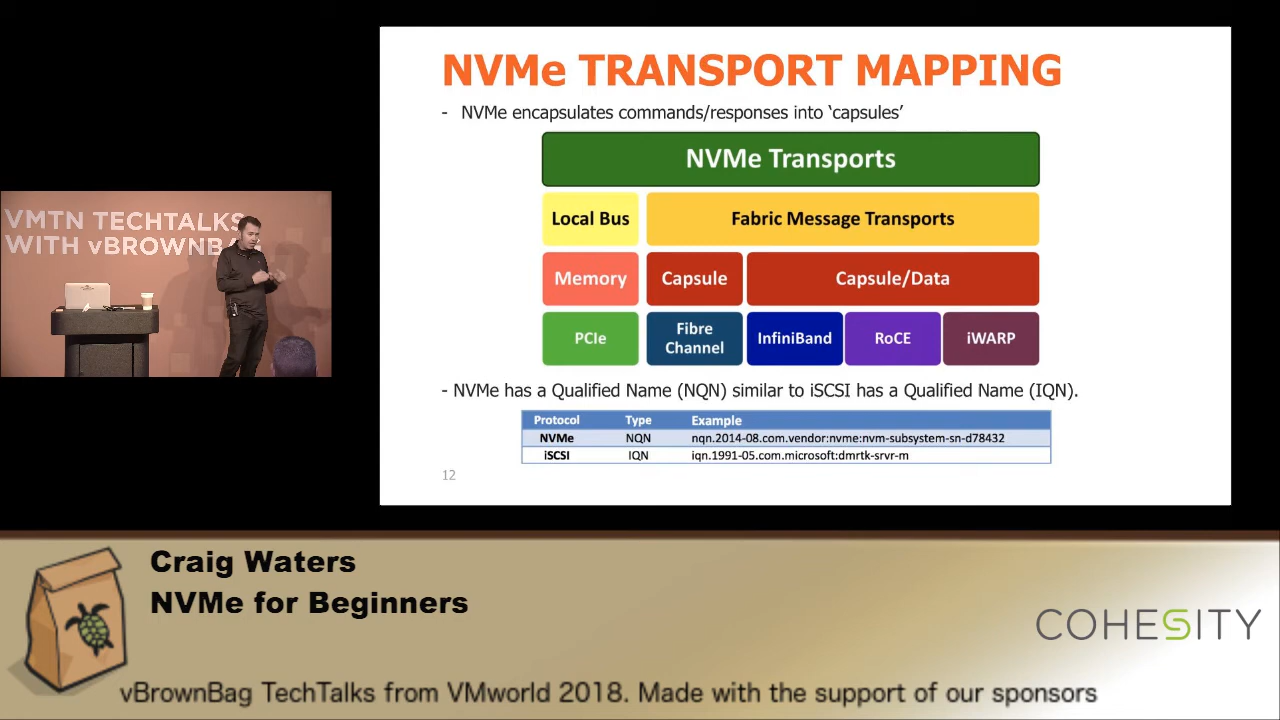 NVMe TRANSPORT MAPPING
- NVMe encapsulates commands/responses into ‘capsules’
NVMe Transports
Local Bus Fabric Message Transports
Memory Capsule Capsule/Data
PCIe Fibre Channel InfiniBand RoCE iWARP
- NVMe has a Qualified Name (NQN) similar to iSCSI has a Qualified Name (IQN).
Protocol Type Example
NVMe NQN nqn.2014-08.com.vendor:nvme:nvm-subsystem-sn-d78432
iSCSI IQN iqn.1991-05.com.microsoft:dmrtk-srvr-m
12
VMTN TECHTALKS
WITH vBROWNBA
Craig Waters
NVMe for Beginners
COHESITY
vBrownBag TechTalks from VMworld 2018. Made with the support of our sponsors